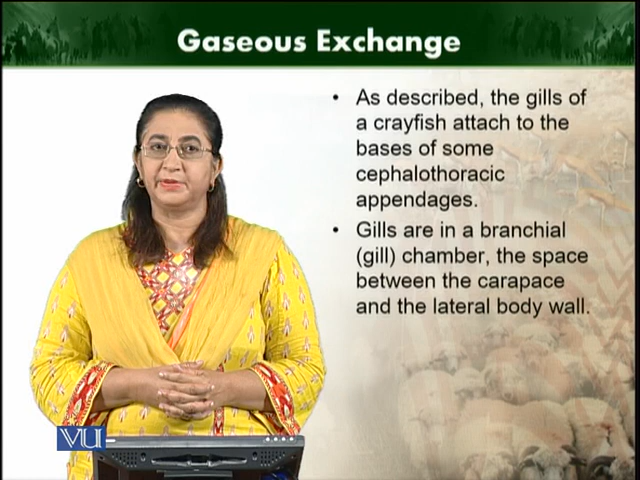 Gaseous Exchange
• As described, the gills of
a crayfish attach to the
bases of some
cephalothoracic
appendages.
• Gills are in a branchial
(gill) chamber, the space
between the carapace
and the lateral body wall.
VU